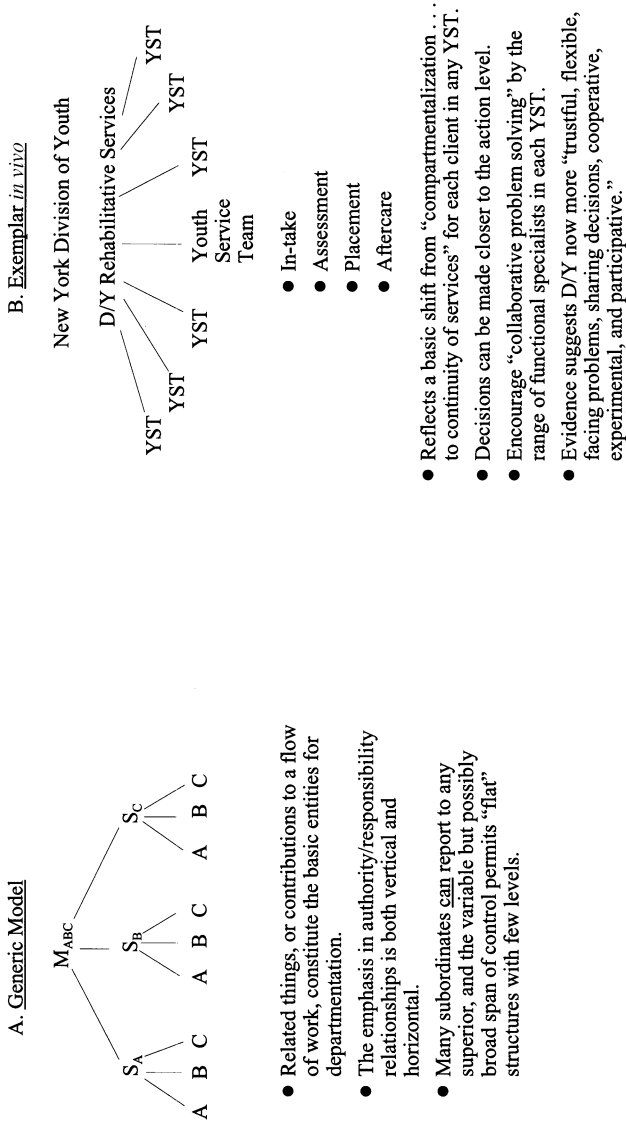 A. Generic Model
M_ABC
S_A S_B S_C
A B C A B C A B C
● Related things, or contributions to a flow
of work, constitute the basic entities for
departmentation.
● The emphasis in authority/responsibility
relationships is both vertical and
horizontal.
● Many subordinates can report to any
superior, and the variable but possibly
broad span of control permits “flat”
structures with few levels.
B. Exemplar in vivo
New York Division of Youth
D/Y Rehabilitative Services
YST YST YST Youth YST YST YST
Service
Team
● In-take
● Assessment
● Placement
● Aftercare
● Reflects a basic shift from “compartmentalization . . .
to continuity of services” for each client in any YST.
● Decisions can be made closer to the action level.
● Encourage “collaborative problem solving” by the
range of functional specialists in each YST.
● Evidence suggests D/Y now more “trustful, flexible,
facing problems, sharing decisions, cooperative,
experimental, and participative.”